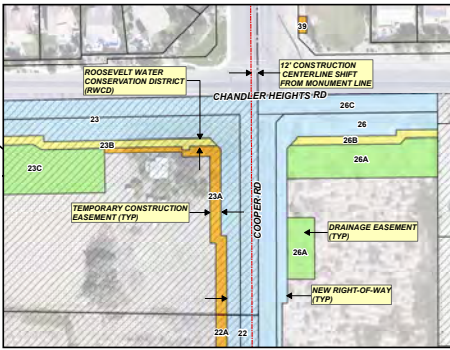 39
ROOSEVELT WATER
CONSERVATION DISTRICT
(RWCD)
12' CONSTRUCTION
CENTERLINE SHIFT
FROM MONUMENT LINE
CHANDLER HEIGHTS RD
26C
23
26
23B
26B
23C
26A
23A
TEMPORARY CONSTRUCTION
EASEMENT (TYP)
COOPER RD
DRAINAGE EASEMENT
(TYP)
26A
NEW RIGHT-OF-WAY
(TYP)
22A
22